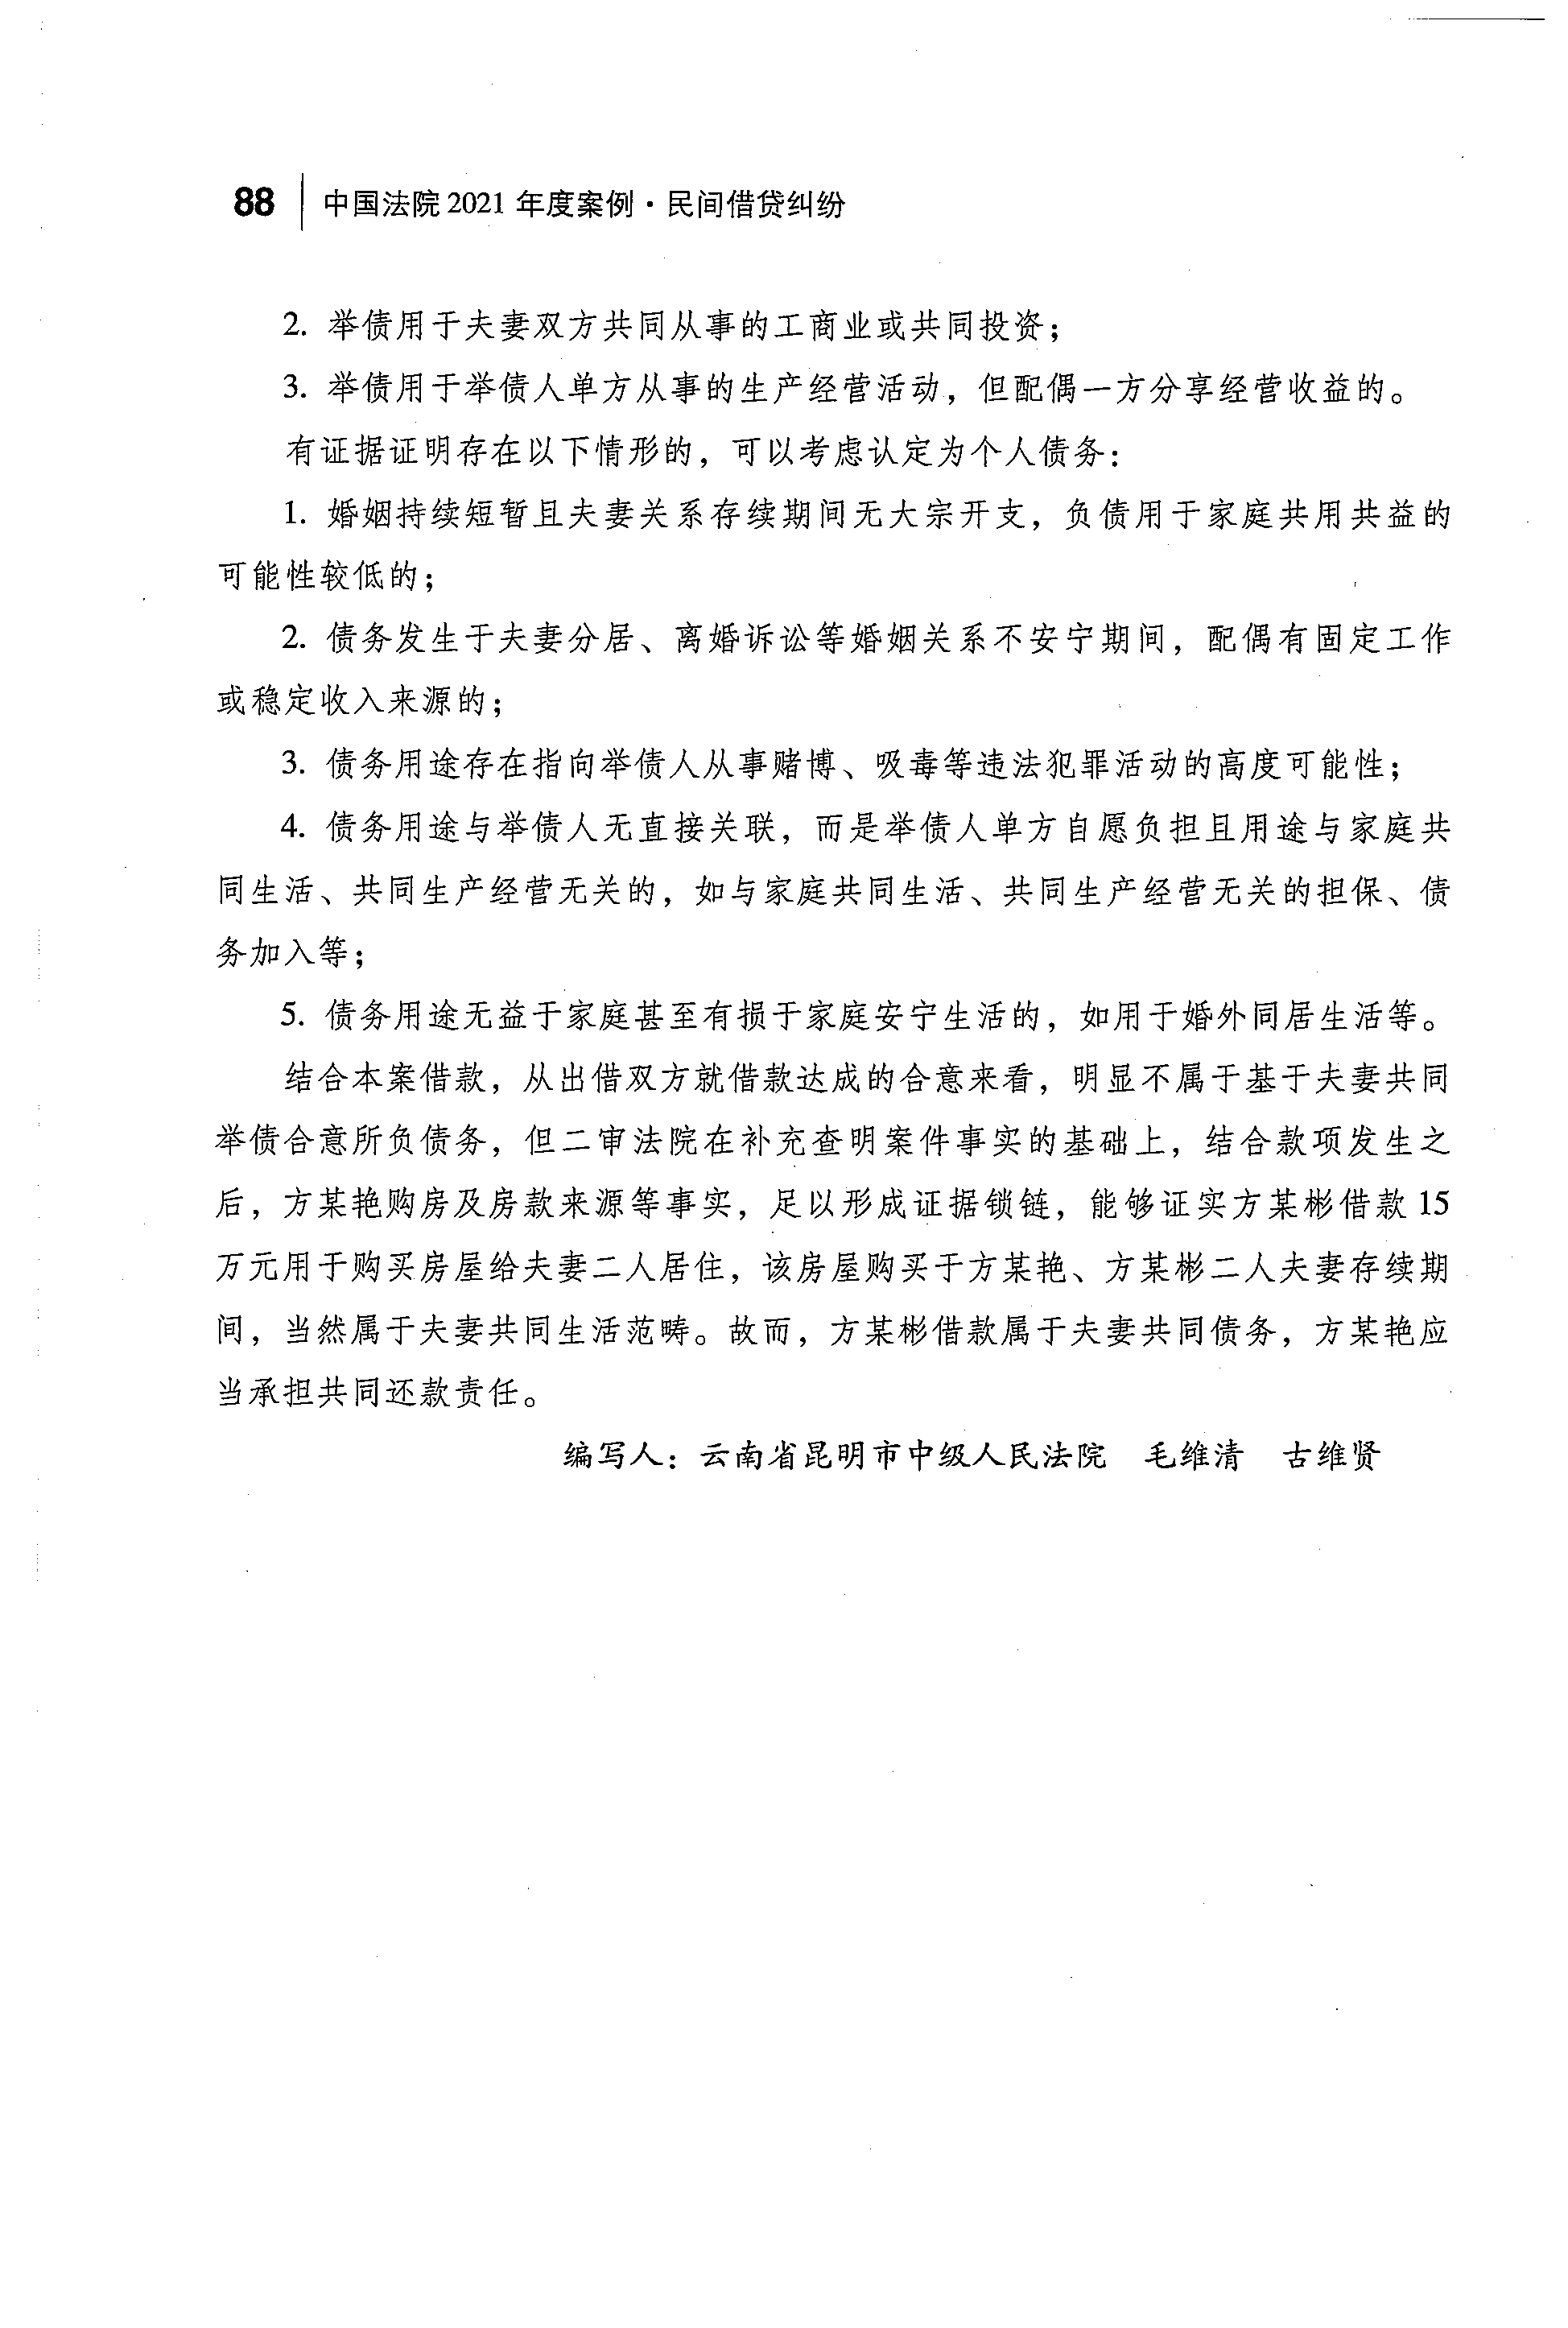 88 中国法院2021年度案例·民间借贷纠纷
2. 举债用于夫妻双方共同从事的工商业或共同投资；
3. 举债用于举债人单方从事的生产经营活动，但配偶一方分享经营收益的。
有证据证明存在以下情形的，可以考虑认定为个人债务：
1. 婚姻持续短暂且夫妻关系存续期间无大宗开支，负债用于家庭共用共益的
可能性较低的；
2. 债务发生于夫妻分居、离婚诉讼等婚姻关系不安宁期间，配偶有固定工作
或稳定收入来源的；
3. 债务用途存在指向举债人从事赌博、吸毒等违法犯罪活动的高度可能性；
4. 债务用途与举债人无直接关联，而是举债人单方自愿负担且用途与家庭共
同生活、共同生产经营无关的，如与家庭共同生活、共同生产经营无关的担保、债
务加入等；
5. 债务用途无益于家庭甚至有损于家庭安宁生活的，如用于婚外同居生活等。
结合本案借款，从出借双方就借款达成的合意来看，明显不属于基于夫妻共同
举债合意所负债务，但二审法院在补充查明案件事实的基础上，结合款项发生之
后，方某艳购房及房款来源等事实，足以形成证据锁链，能够证实方某彬借款15
万元用于购买房屋给夫妻二人居住，该房屋购买于方某艳、方某彬二人夫妻存续期
间，当然属于夫妻共同生活范畴。故而，方某彬借款属于夫妻共同债务，方某艳应
当承担共同还款责任。
编写人：云南省昆明市中级人民法院 毛维清 古维贤